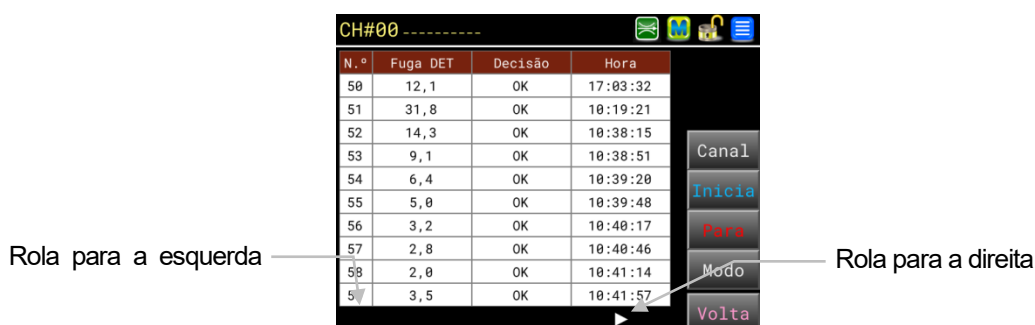 CH#00 ----------
N.º Fuga DET Decisão Hora
50 12,1 OK 17:03:32
51 31,8 OK 10:19:21
52 14,3 OK 10:38:15
53 9,1 OK 10:38:51
54 6,4 OK 10:39:20
55 5,0 OK 10:39:48
56 3,2 OK 10:40:17
57 2,8 OK 10:40:46
58 2,0 OK 10:41:14
3,5 OK 10:41:57
M
Canal
Inicia
Para
Modo
Volta
Rola para a esquerda
Rola para a direita